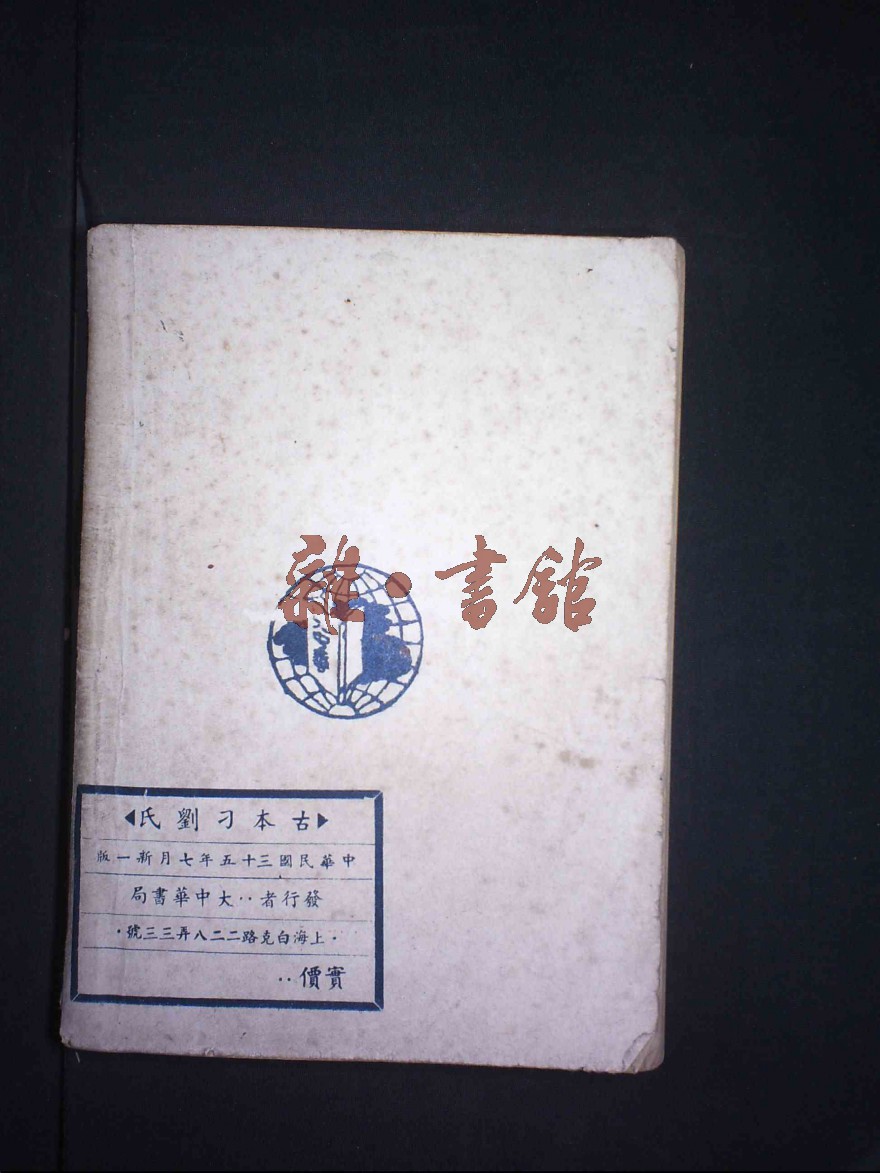 雜·書館
▶古本刁劉氏◀
中華民國三十五年七月新一版
發行者··大中華書局
·上海白克路二二八弄三三號·
實價··